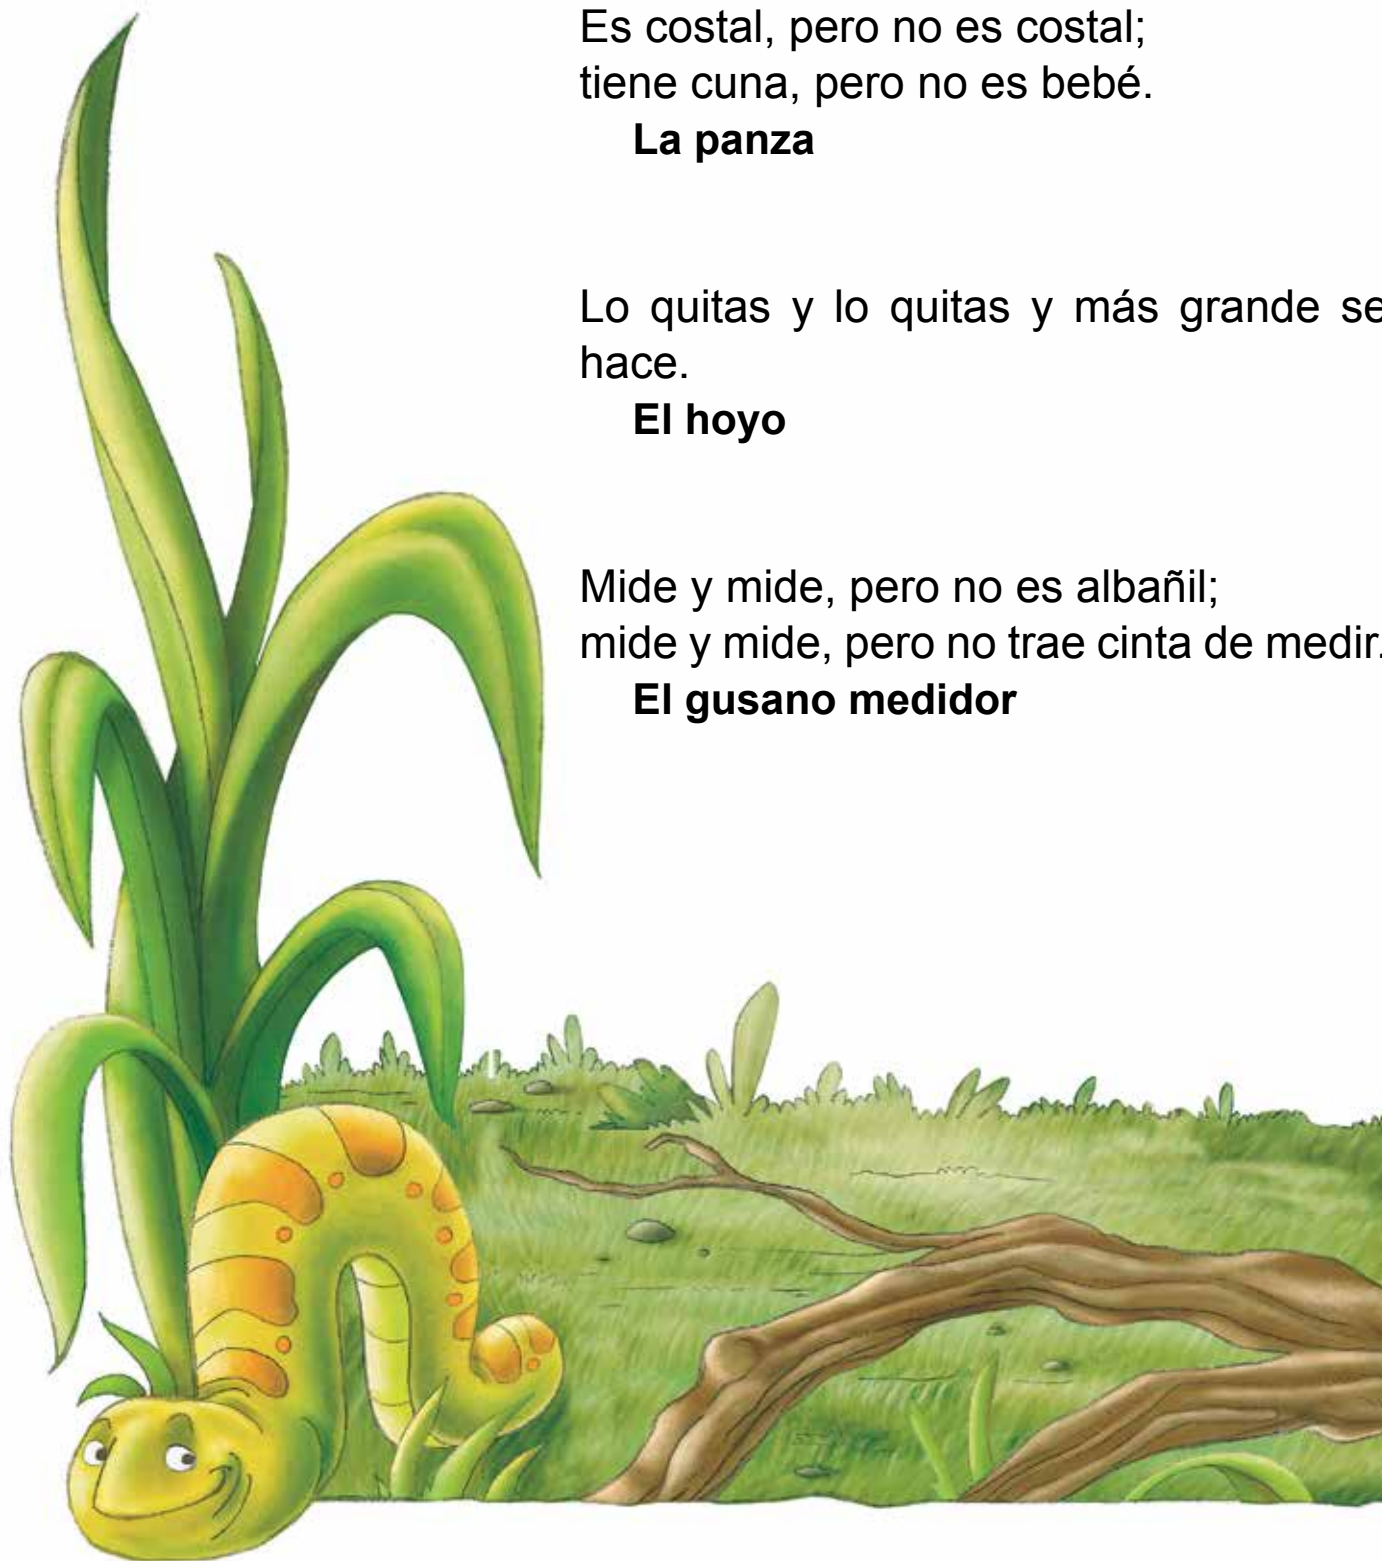 Es costal, pero no es costal;
tiene cuna, pero no es bebé.
La panza
Lo quitas y lo quitas y más grande se
hace.
El hoyo
Mide y mide, pero no es albañil;
mide y mide, pero no trae cinta de medir.
El gusano medidor